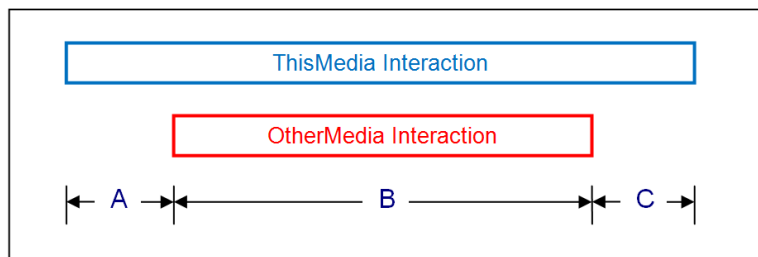 ThisMedia Interaction
OtherMedia Interaction
A B C